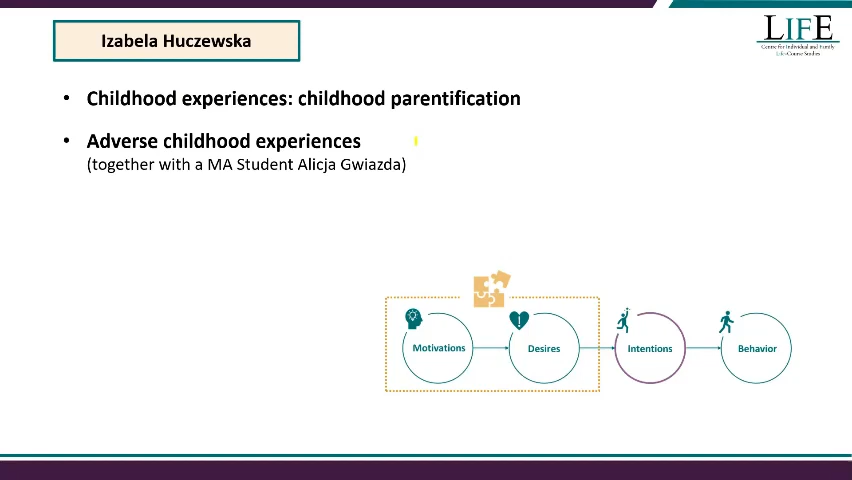 Izabela Huczewska
LIFE
Centre for Individual and Family
Life-Course Studies
• Childhood experiences: childhood parentification
• Adverse childhood experiences
(together with a MA Student Alicja Gwiazda)
Motivations
Desires
Intentions
Behavior